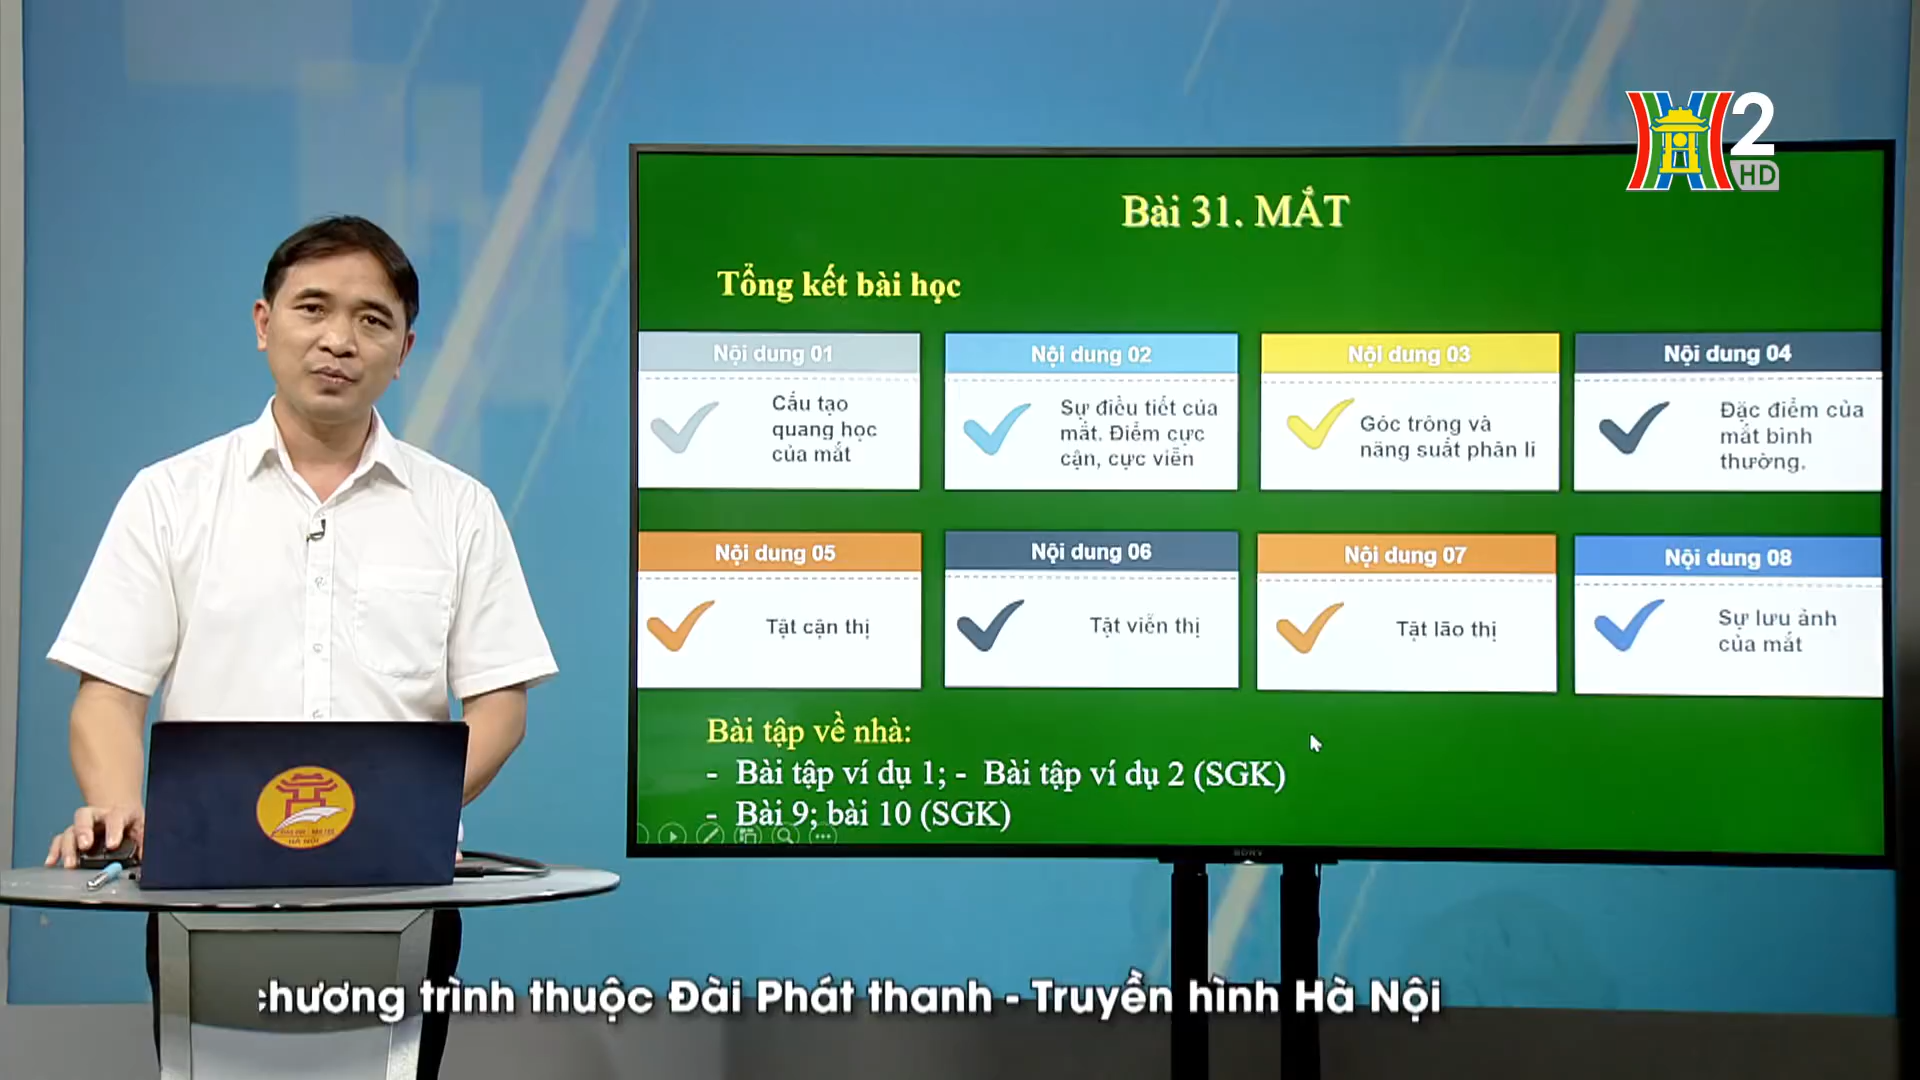 2
HD
Bài 31. MẮT
Tổng kết bài học
Nội dung 01
Cấu tạo
quang học
của mắt
Nội dung 02
Sự điều tiết của
mắt. Điểm cực
cận, cực viễn
Nội dung 03
Góc trông và
năng suất phân li
Nội dung 04
Đặc điểm của
mắt bình
thường.
Nội dung 05
Tật cận thị
Nội dung 06
Tật viễn thị
Nội dung 07
Tật lão thị
Nội dung 08
Sự lưu ảnh
của mắt
Bài tập về nhà:
- Bài tập ví dụ 1; - Bài tập ví dụ 2 (SGK)
- Bài 9; bài 10 (SGK)
SONY
HÀ NỘI
chương trình thuộc Đài Phát thanh - Truyền hình Hà Nội